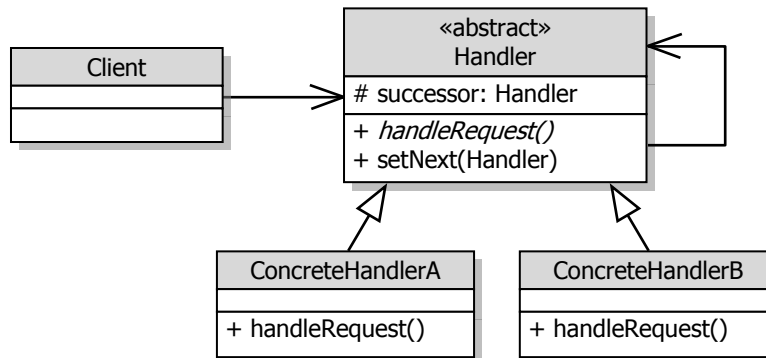 Client
«abstract»
Handler
# successor: Handler
+ handleRequest()
+ setNext(Handler)
ConcreteHandlerA
+ handleRequest()
ConcreteHandlerB
+ handleRequest()